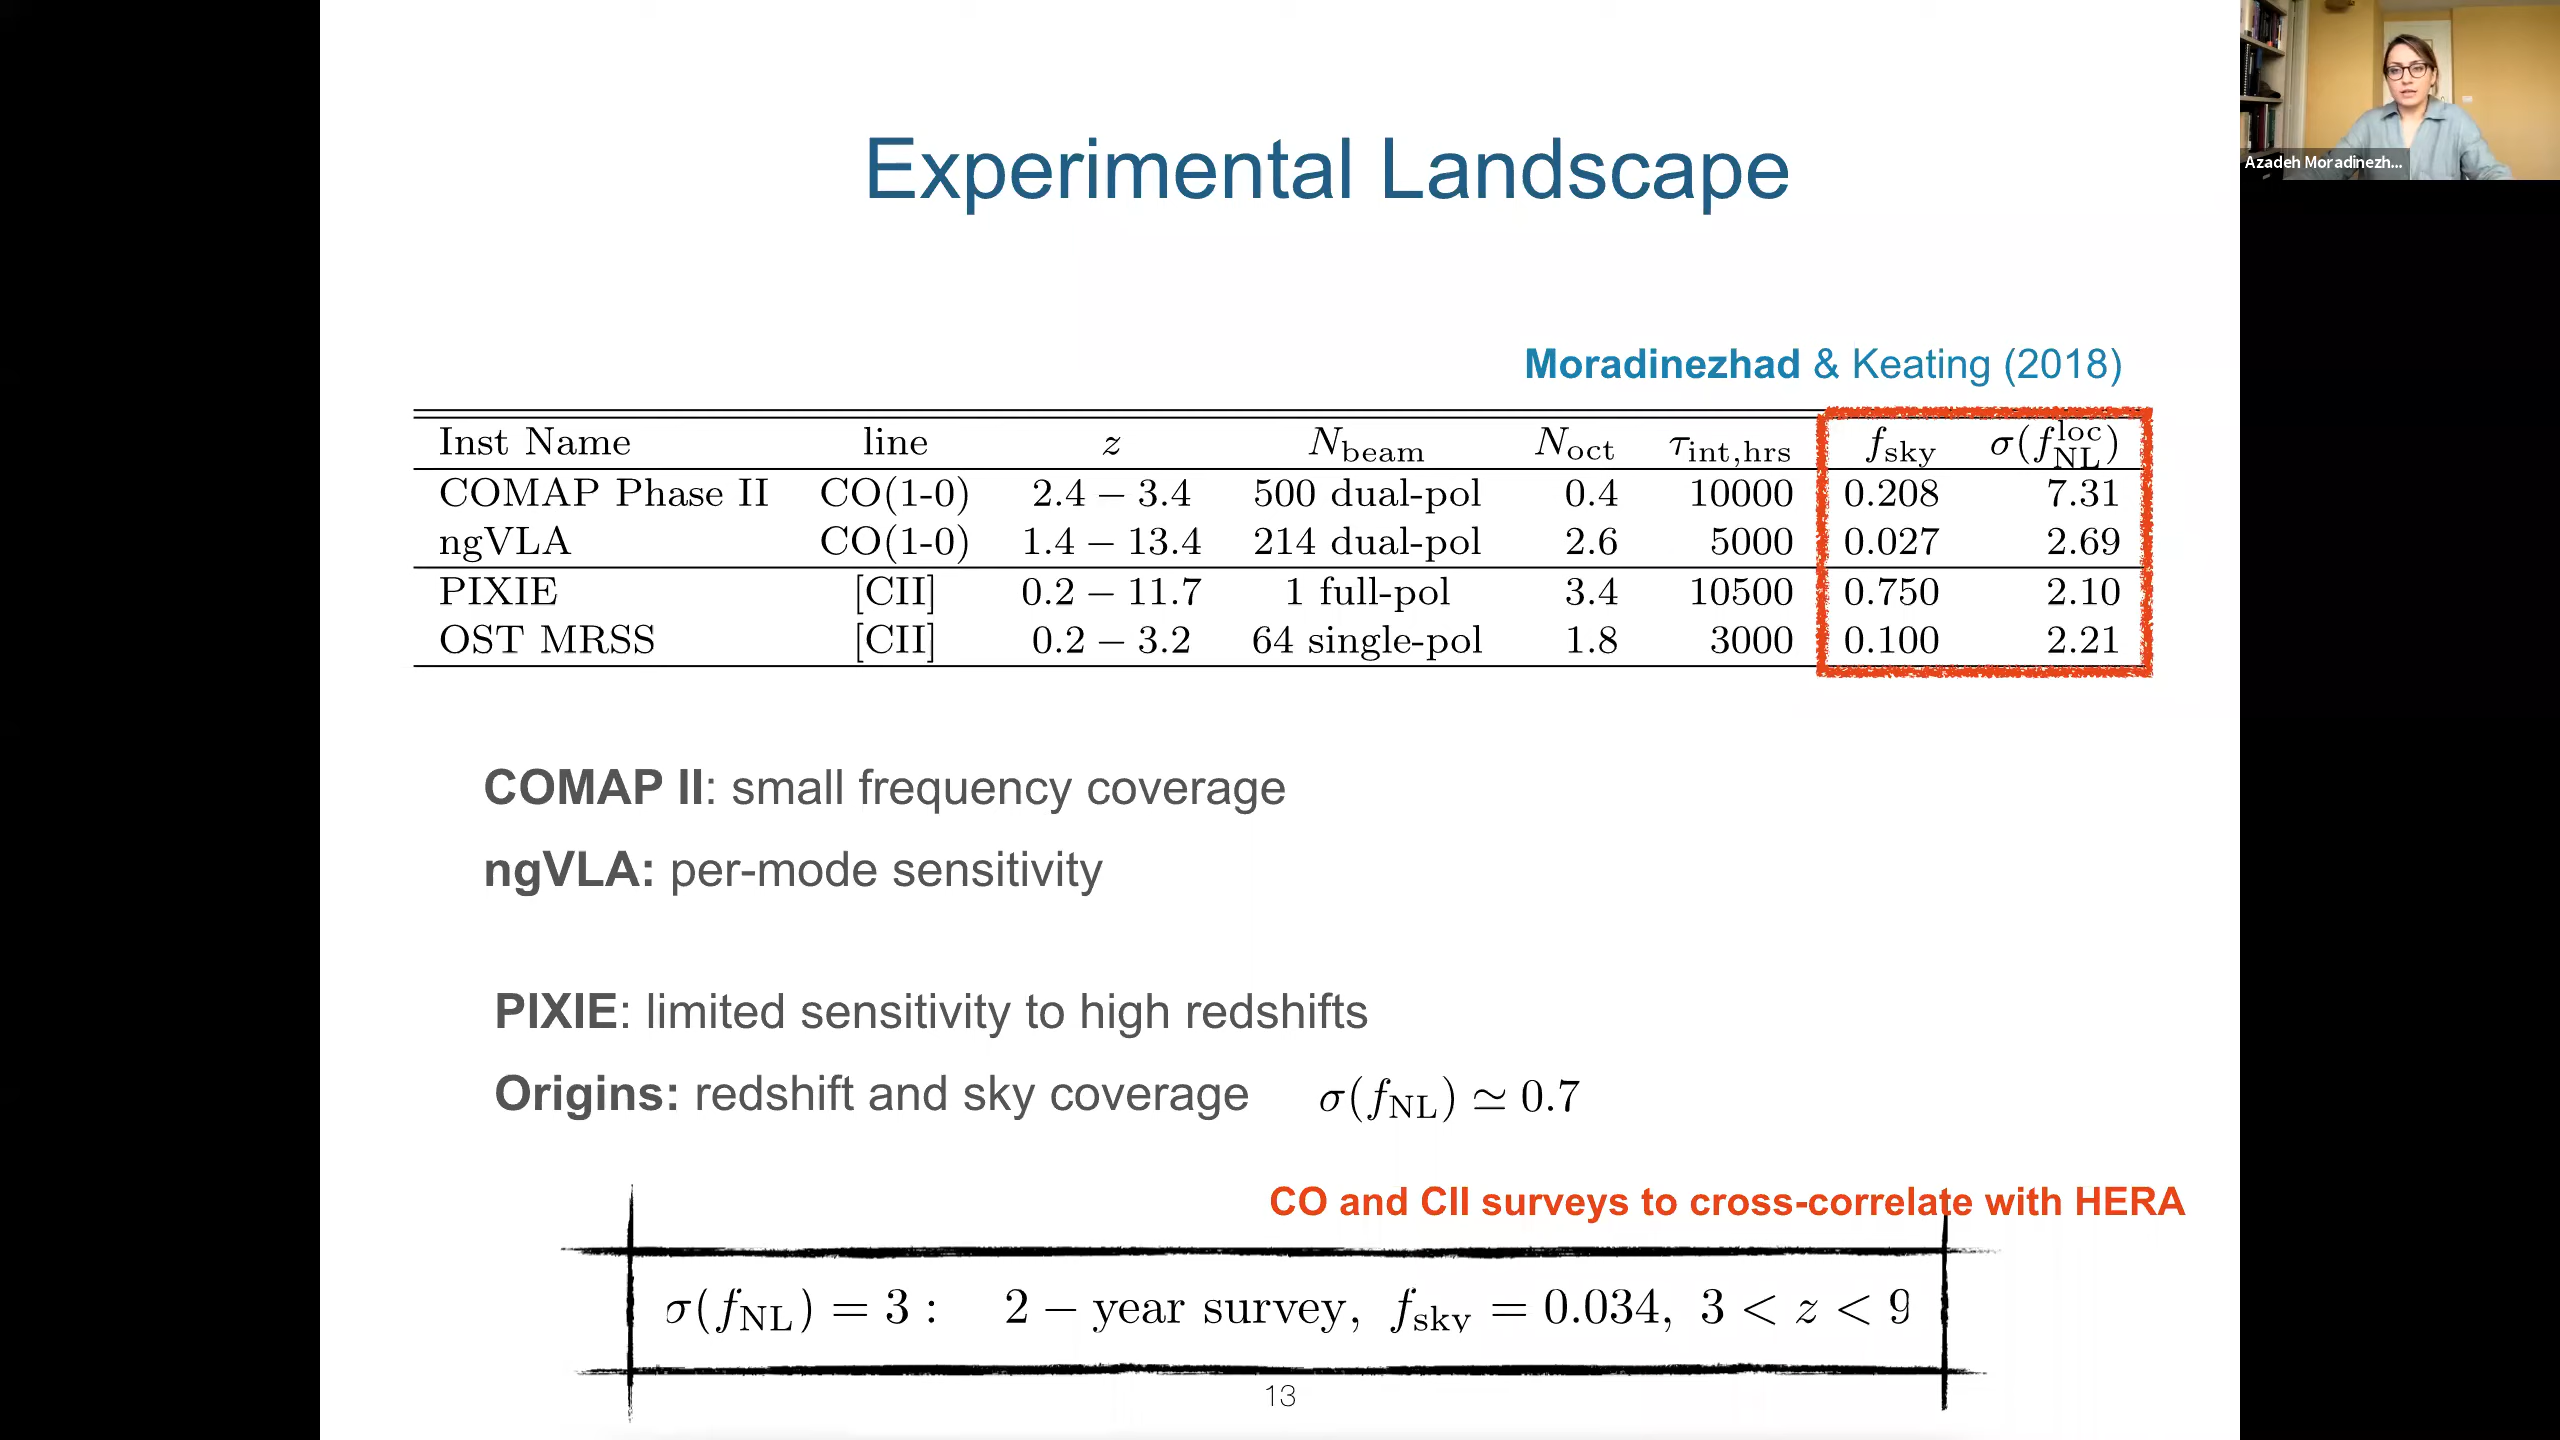 Experimental Landscape
Azadeh Moradinezh...
Moradinezhad & Keating (2018)
Inst Name line z N_beam N_oct τ_int,hrs f_sky σ(f_NL^loc)
COMAP Phase II CO(1-0) 2.4 − 3.4 500 dual-pol 0.4 10000 0.208 7.31
ngVLA CO(1-0) 1.4 − 13.4 214 dual-pol 2.6 5000 0.027 2.69
PIXIE [CII] 0.2 − 11.7 1 full-pol 3.4 10500 0.750 2.10
OST MRSS [CII] 0.2 − 3.2 64 single-pol 1.8 3000 0.100 2.21
COMAP II: small frequency coverage
ngVLA: per-mode sensitivity
PIXIE: limited sensitivity to high redshifts
Origins: redshift and sky coverage σ(f_NL) ≃ 0.7
CO and CII surveys to cross-correlate with HERA
σ(f_NL) = 3 : 2 − year survey, f_sky = 0.034, 3 < z < 9
13